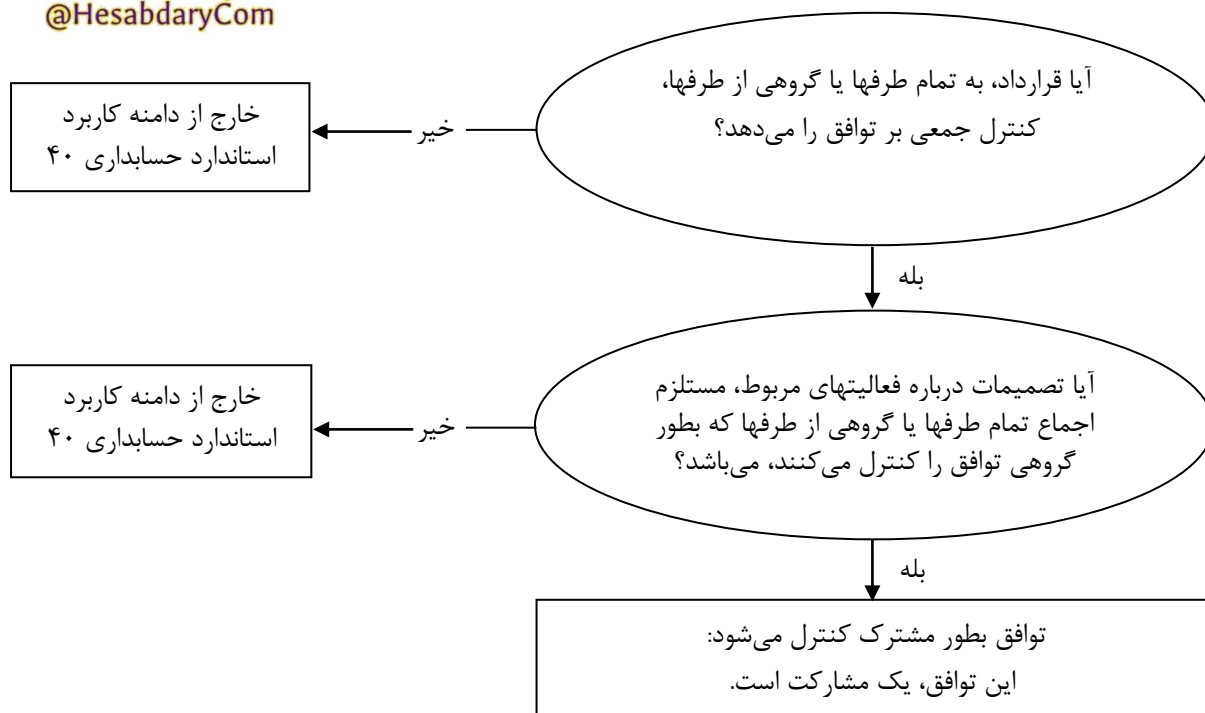 @HesabdaryCom
آیا قرارداد، به تمام طرفها یا گروهی از طرفها،
کنترل جمعی بر توافق را می‌دهد؟
خیر
خارج از دامنه کاربرد
استاندارد حسابداری ۴۰
بله
آیا تصمیمات درباره فعالیتهای مربوط، مستلزم
اجماع تمام طرفها یا گروهی از طرفها که بطور
گروهی توافق را کنترل می‌کنند، می‌باشد؟
خیر
خارج از دامنه کاربرد
استاندارد حسابداری ۴۰
بله
توافق بطور مشترک کنترل می‌شود:
این توافق، یک مشارکت است.